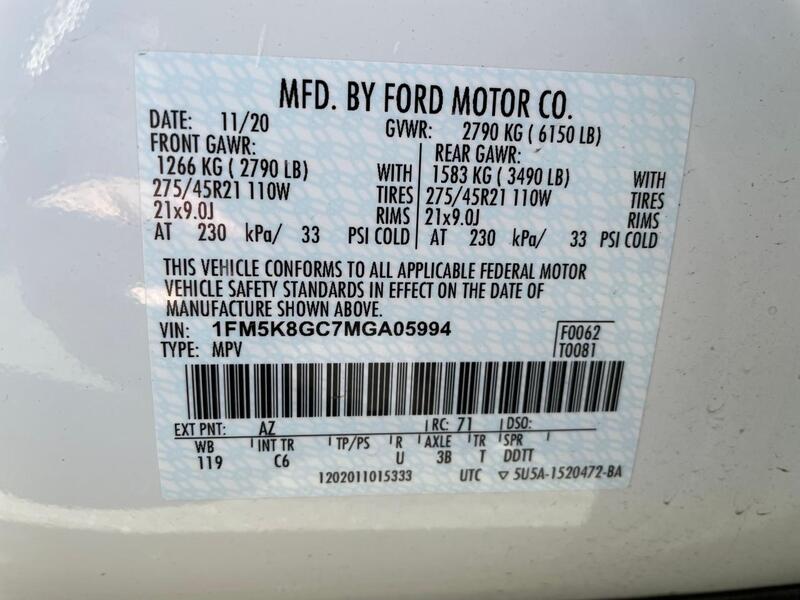 MFD. BY FORD MOTOR CO.
DATE: 11/20 GVWR: 2790 KG ( 6150 LB)
FRONT GAWR: REAR GAWR:
1266 KG ( 2790 LB) WITH 1583 KG ( 3490 LB) WITH
275/45R21 110W TIRES 275/45R21 110W TIRES
21x9.0J RIMS 21x9.0J RIMS
AT 230 kPa/ 33 PSI COLD AT 230 kPa/ 33 PSI COLD
THIS VEHICLE CONFORMS TO ALL APPLICABLE FEDERAL MOTOR
VEHICLE SAFETY STANDARDS IN EFFECT ON THE DATE OF
MANUFACTURE SHOWN ABOVE.
VIN: 1FM5K8GC7MGA05994 F0062
TYPE: MPV T0081
EXT PNT: AZ RC: 71 DSO:
WB INT TR TP/PS R AXLE TR SPR
119 C6 U 3B T DDTT
1202011015333 UTC ▽ 5U5A-1520472-BA